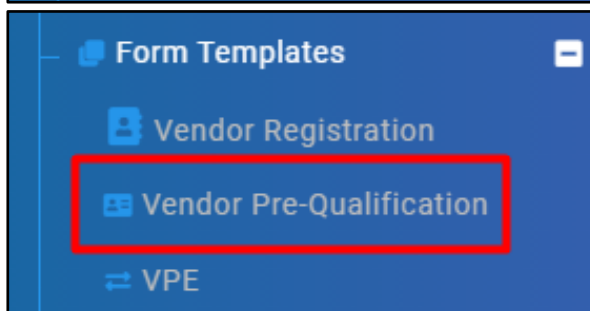 Form Templates
Vendor Registration
Vendor Pre-Qualification
VPE